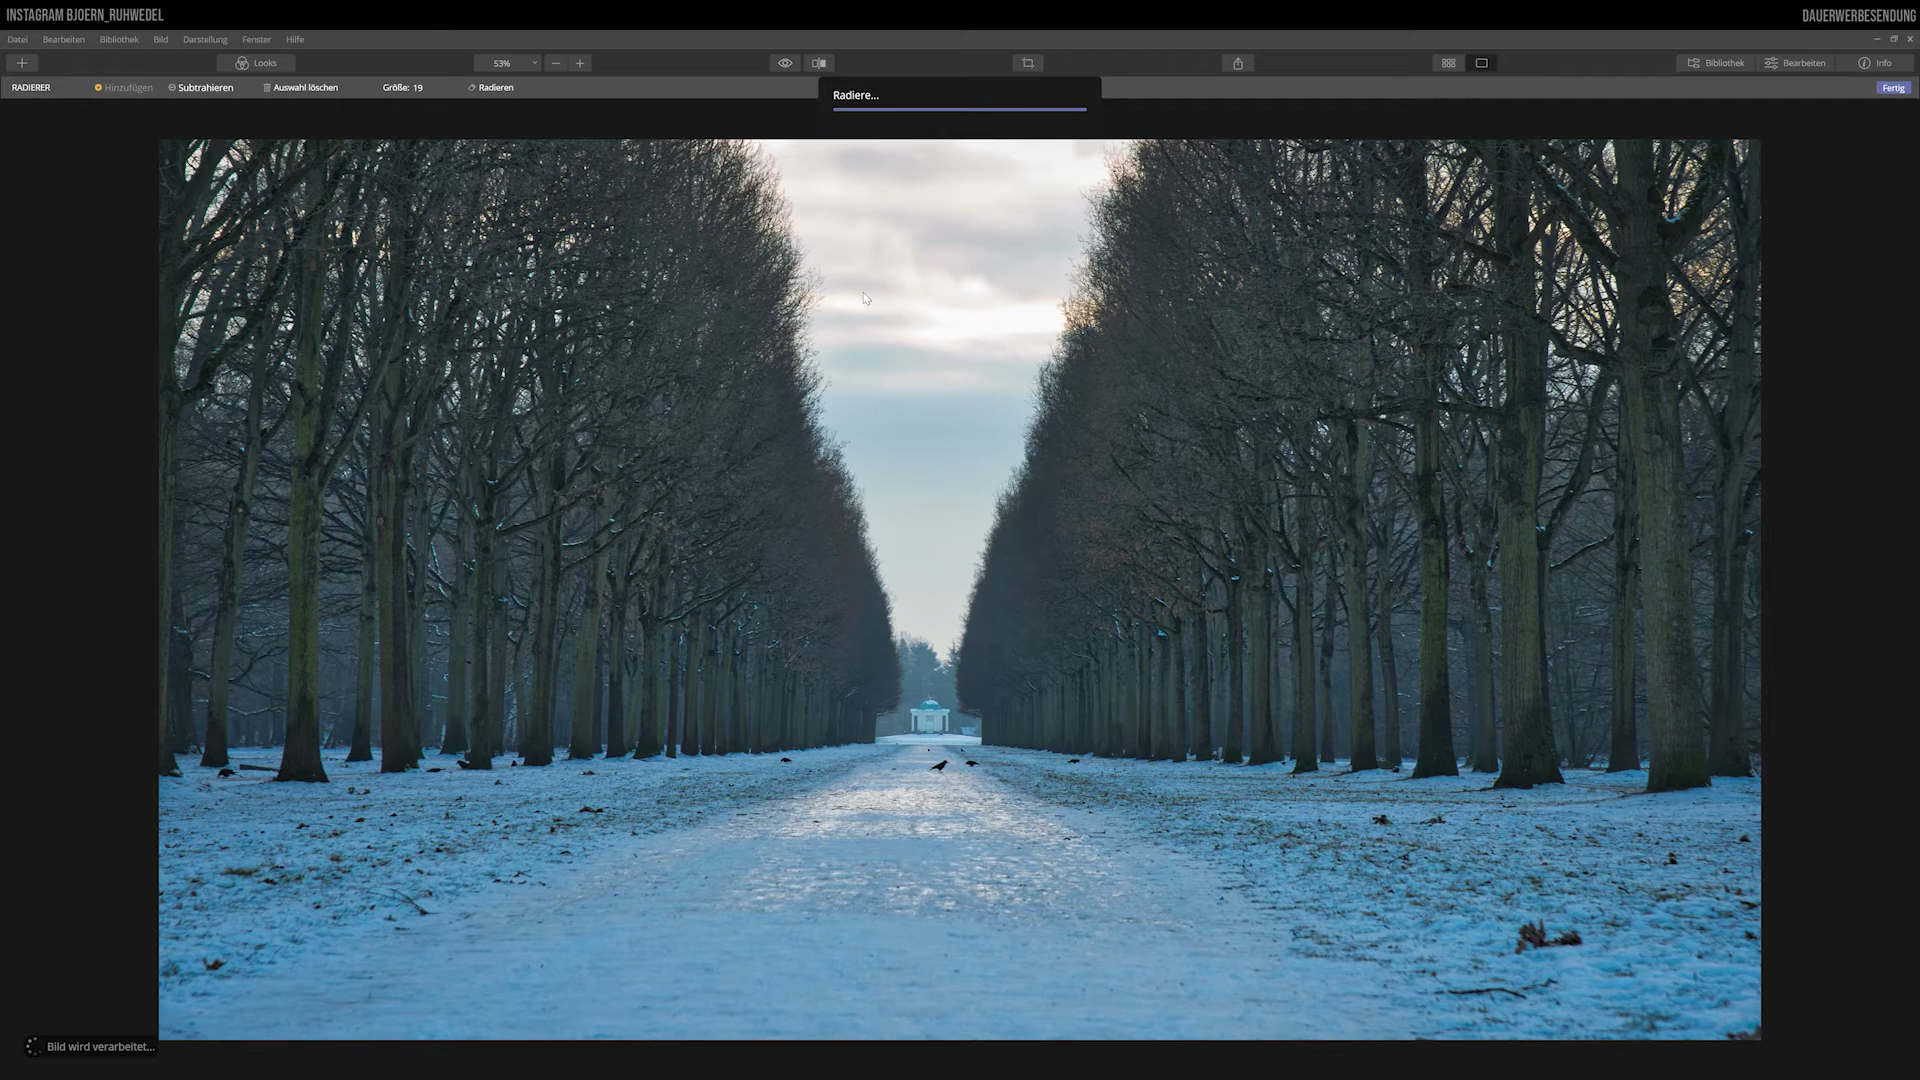 INSTAGRAM BJOERN_RUHWEDEL
DAUERWERBESENDUNG
Datei Bearbeiten Bibliothek Bild Darstellung Fenster Hilfe
Looks 53% Bibliothek Bearbeiten Info
RADIERER Hinzufügen Subtrahieren Auswahl löschen Größe: 19 Radieren Fertig
Radiere...
Bild wird verarbeitet...